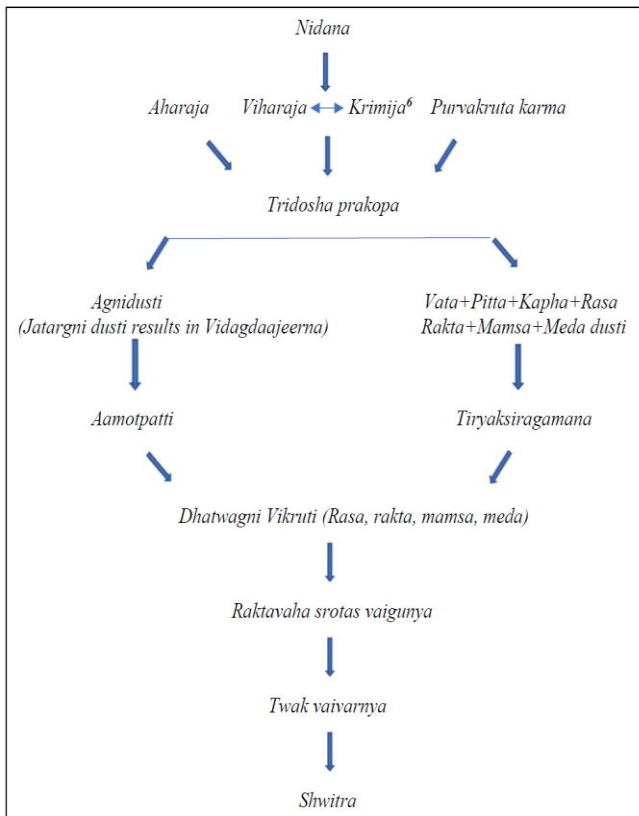 Nidana
Aharaja Viharaja Krimija⁶ Purvakruta karma
Tridosha prakopa
Agnidusti
(Jatargni dusti results in Vidagdaajeerna)
Vata+Pitta+Kapha+Rasa
Rakta+Mamsa+Meda dusti
Aamotpatti
Tiryaksiragamana
Dhatwagni Vikruti (Rasa, rakta, mamsa, meda)
Raktavaha srotas vaigunya
Twak vaivarnya
Shwitra